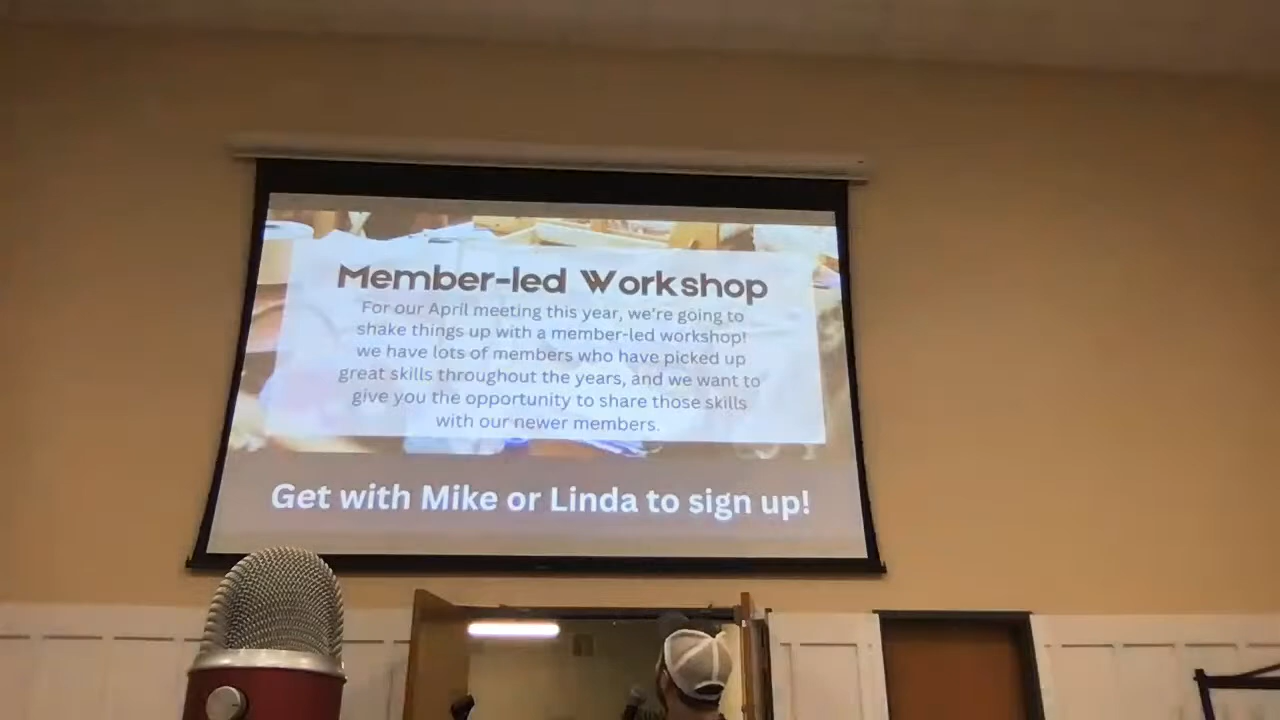 Member-led Workshop
For our April meeting this year, we're going to
shake things up with a member-led workshop!
we have lots of members who have picked up
great skills throughout the years, and we want to
give you the opportunity to share those skills
with our newer members.
Get with Mike or Linda to sign up!